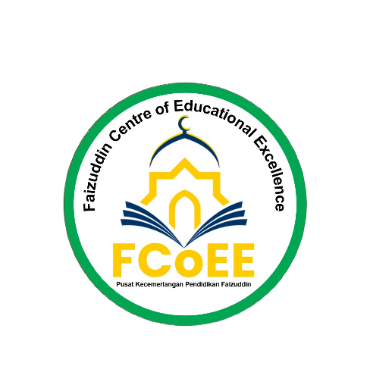 Faizuddin Centre of Educational Excellence
FCoEE
Pusat Kecemerlangan Pendidikan Faizuddin